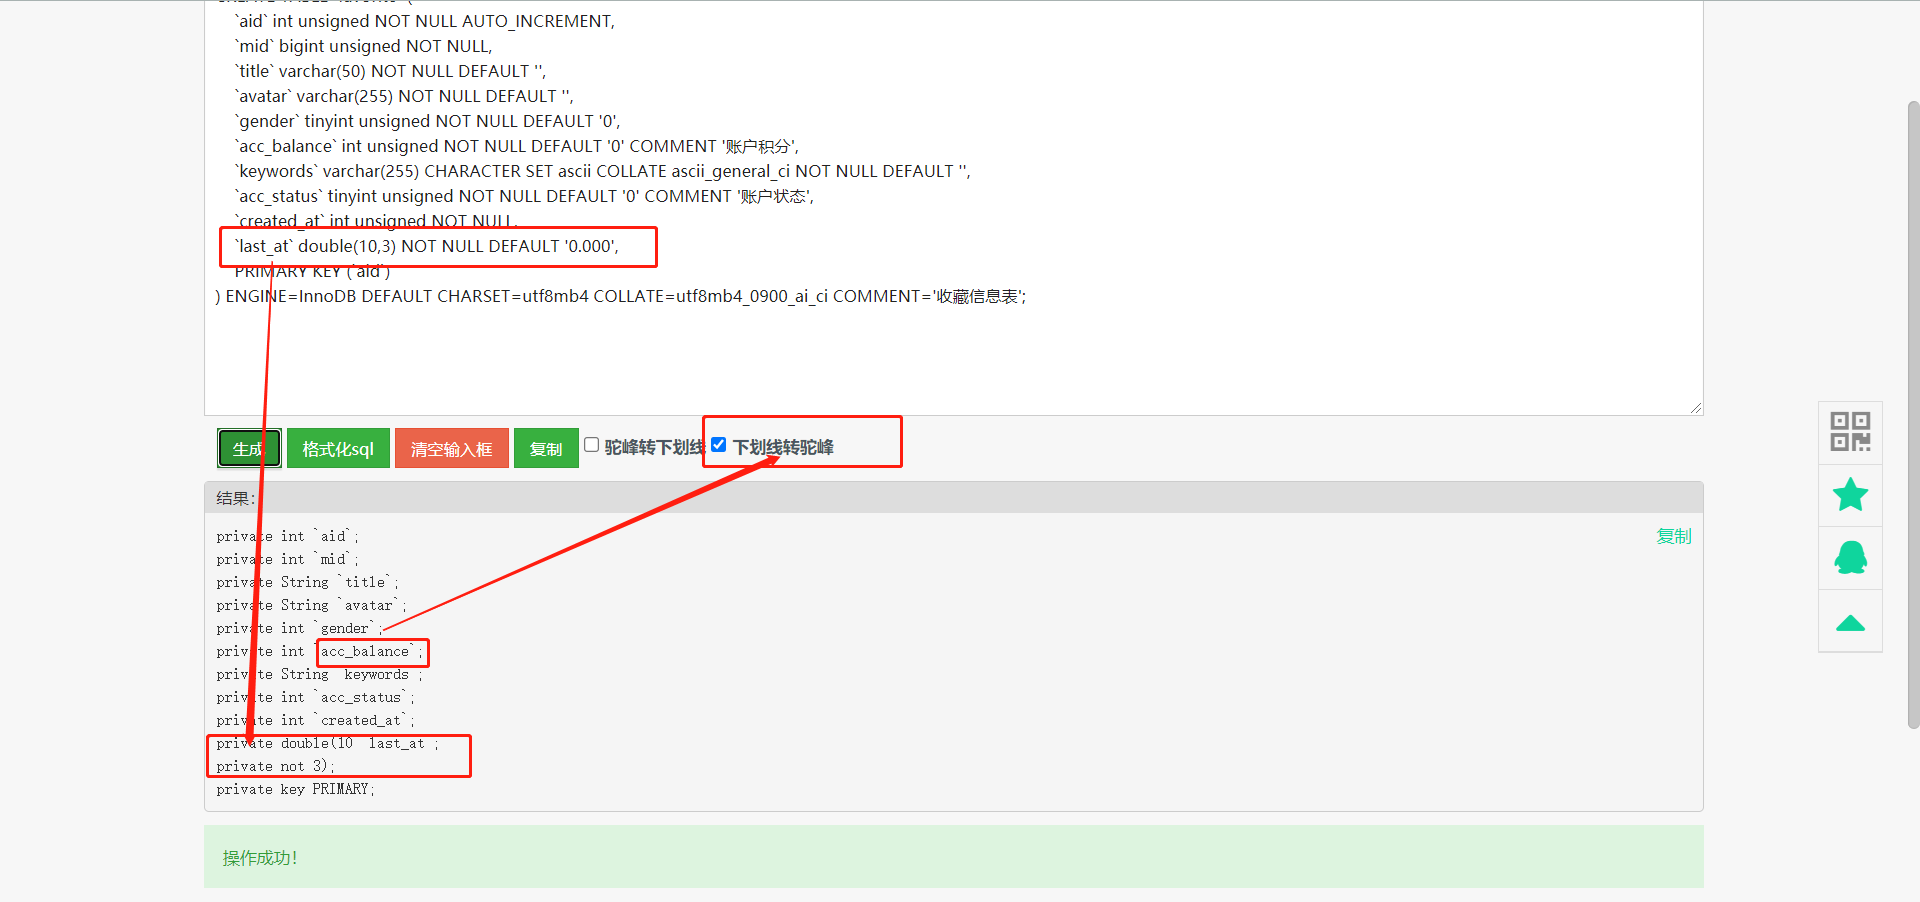 `aid` int unsigned NOT NULL AUTO_INCREMENT,
`mid` bigint unsigned NOT NULL,
`title` varchar(50) NOT NULL DEFAULT '',
`avatar` varchar(255) NOT NULL DEFAULT '',
`gender` tinyint unsigned NOT NULL DEFAULT '0',
`acc_balance` int unsigned NOT NULL DEFAULT '0' COMMENT '账户积分',
`keywords` varchar(255) CHARACTER SET ascii COLLATE ascii_general_ci NOT NULL DEFAULT '',
`acc_status` tinyint unsigned NOT NULL DEFAULT '0' COMMENT '账户状态',
`created_at` int unsigned NOT NULL,
`last_at` double(10,3) NOT NULL DEFAULT '0.000',
PRIMARY KEY (`aid`)
) ENGINE=InnoDB DEFAULT CHARSET=utf8mb4 COLLATE=utf8mb4_0900_ai_ci COMMENT='收藏信息表';
生成 格式化sql 清空输入框 复制 驼峰转下划线 下划线转驼峰
结果:
复制
private int `aid`;
private int `mid`;
private String `title`;
private String `avatar`;
private int `gender`;
private int `acc_balance`;
private String `keywords`;
private int `acc_status`;
private int `created_at`;
private double(10 `last_at`;
private not 3);
private key PRIMARY;
操作成功!